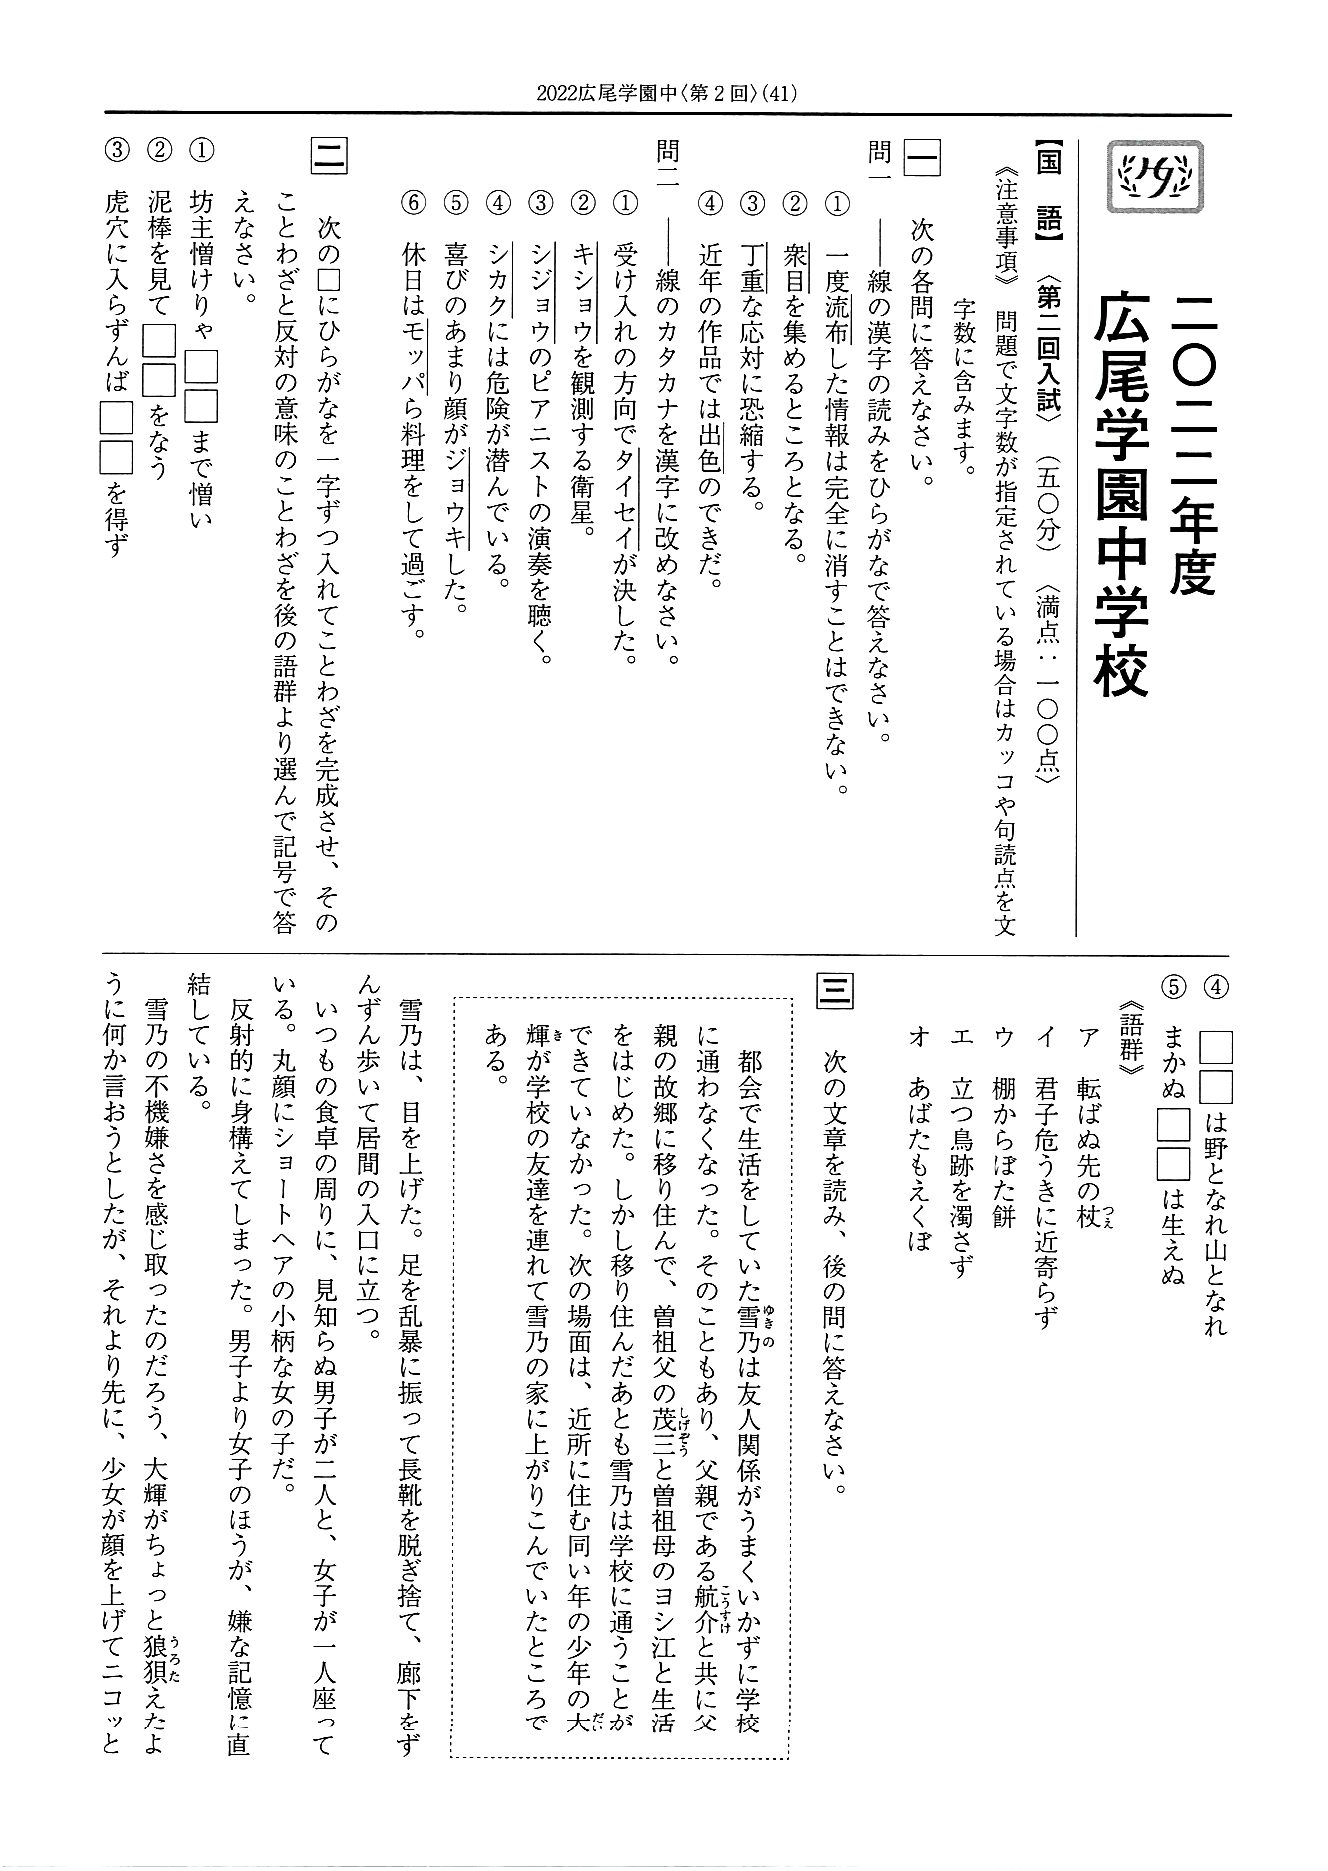 2022広尾学園中〈第2回〉(41)
二〇二二年度
広尾学園中学校
【国語】〈第二回入試〉(五〇分)〈満点：一〇〇点〉
《注意事項》 問題で文字数が指定されている場合はカッコや句読点を文
字数に含みます。
一 次の各問に答えなさい。
問一 ――線の漢字の読みをひらがなで答えなさい。
① 一度流布した情報は完全に消すことはできない。
② 衆目を集めるところとなる。
③ 丁重な応対に恐縮する。
④ 近年の作品では出色のできだ。
問二 ――線のカタカナを漢字に改めなさい。
① 受け入れの方向でタイセイが決した。
② キショウを観測する衛星。
③ シジョウのピアニストの演奏を聴く。
④ シカクには危険が潜んでいる。
⑤ 喜びのあまり顔がジョウキした。
⑥ 休日はモッパら料理をして過ごす。
二 次の□にひらがなを一字ずつ入れてことわざを完成させ、その
ことわざと反対の意味のことわざを後の語群より選んで記号で答
えなさい。
① 坊主憎けりゃ□□まで憎い
② 泥棒を見て□□をなう
③ 虎穴に入らずんば□□を得ず
④ □□は野となれ山となれ
⑤ まかぬ□□は生えぬ
《語群》
ア 転ばぬ先の杖つえ
イ 君子危うきに近寄らず
ウ 棚からぼた餅
エ 立つ鳥跡を濁さず
オ あばたもえくぼ
三 次の文章を読み、後の問に答えなさい。
都会で生活をしていた雪乃ゆきのは友人関係がうまくいかずに学校
に通わなくなった。そのこともあり、父親である航介こうすけと共に父
親の故郷に移り住んで、曽祖父の茂三しげぞうと曽祖母のヨシ江と生活
をはじめた。しかし移り住んだあとも雪乃は学校に通うことが
できていなかった。次の場面は、近所に住む同い年の少年の大だい
輝きが学校の友達を連れて雪乃の家に上がりこんでいたところで
ある。
雪乃は、目を上げた。足を乱暴に振って長靴を脱ぎ捨て、廊下をず
んずん歩いて居間の入口に立つ。
いつもの食卓の周りに、見知らぬ男子が二人と、女子が一人座って
いる。丸顔にショートヘアの小柄な女の子だ。
反射的に身構えてしまった。男子より女子のほうが、嫌な記憶に直
結している。
雪乃の不機嫌さを感じ取ったのだろう、大輝がちょっと狼狽うろたえたよ
うに何か言おうとしたが、それより先に、少女が顔を上げてニコッと